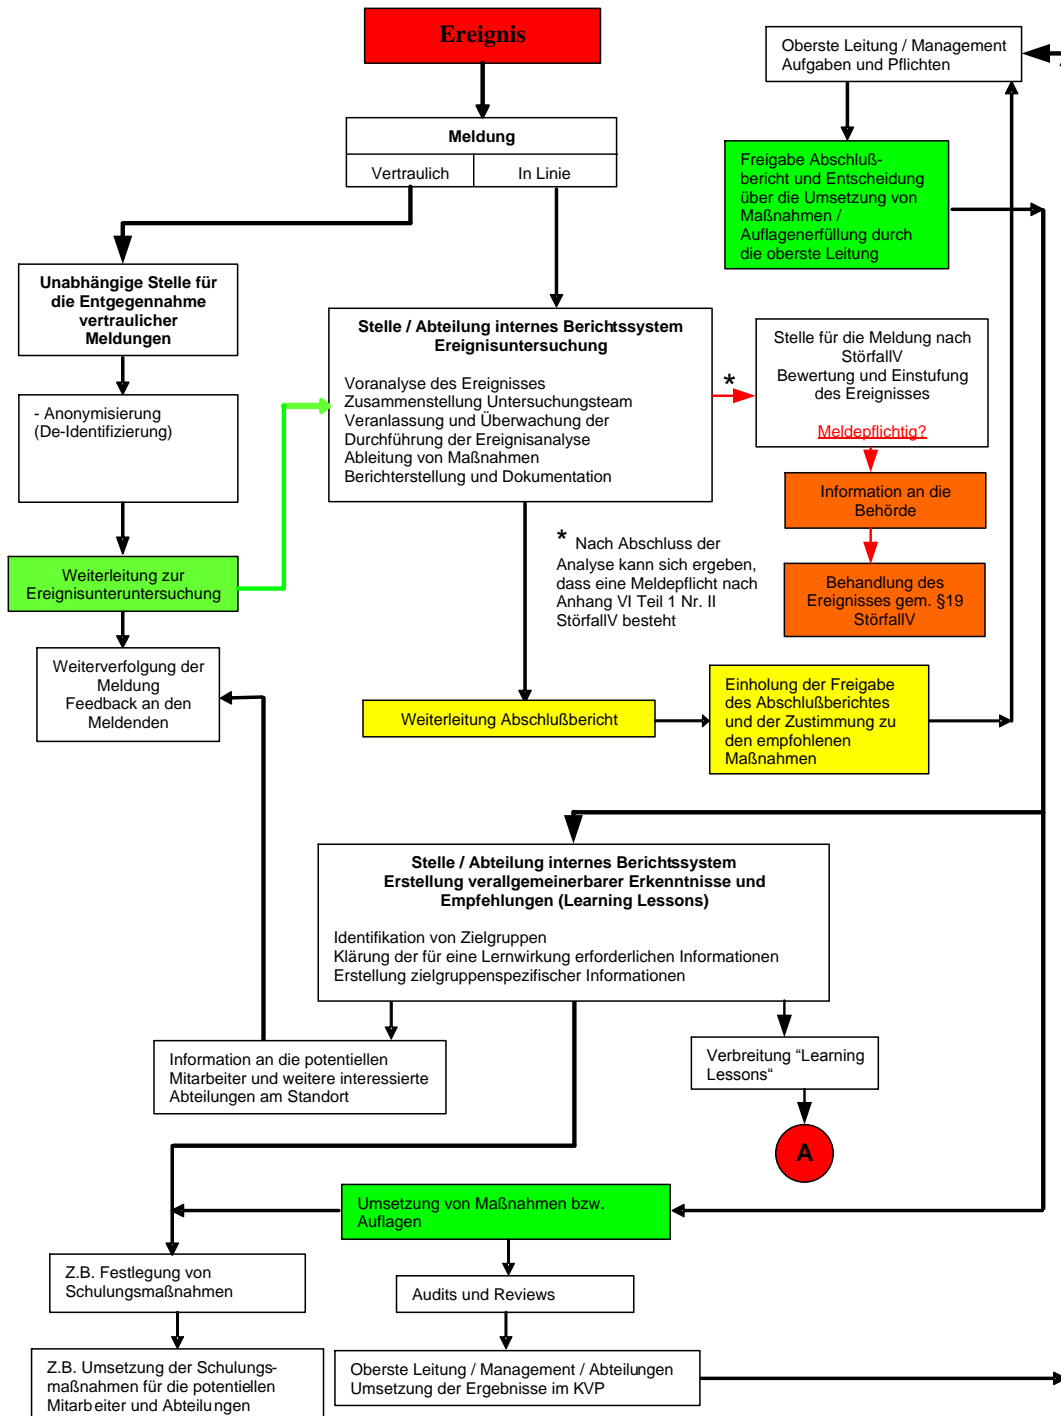 Ereignis
Meldung
Vertraulich
In Linie
Oberste Leitung / Management
Aufgaben und Pflichten
Freigabe Abschluß-
bericht und Entscheidung
über die Umsetzung von
Maßnahmen /
Auflagenerfüllung durch
die oberste Leitung
Unabhängige Stelle für
die Entgegennahme
vertraulicher
Meldungen
- Anonymisierung
(De-Identifizierung)
Weiterleitung zur
Ereignisunteruntersuchung
Weiterverfolgung der
Meldung
Feedback an den
Meldenden
Stelle / Abteilung internes Berichtssystem
Ereignisuntersuchung
Voranalyse des Ereignisses
Zusammenstellung Untersuchungsteam
Veranlassung und Überwachung der
Durchführung der Ereignisanalyse
Ableitung von Maßnahmen
Berichterstellung und Dokumentation
*
Stelle für die Meldung nach
StörfallV
Bewertung und Einstufung
des Ereignisses
Meldepflichtig?
Information an die
Behörde
Behandlung des
Ereignisses gem. §19
StörfallV
* Nach Abschluss der
Analyse kann sich ergeben,
dass eine Meldepflicht nach
Anhang VI Teil 1 Nr. II
StörfallV besteht
Weiterleitung Abschlußbericht
Einholung der Freigabe
des Abschlußberichtes
und der Zustimmung zu
den empfohlenen
Maßnahmen
Stelle / Abteilung internes Berichtssystem
Erstellung verallgemeinerbarer Erkenntnisse und
Empfehlungen (Learning Lessons)
Identifikation von Zielgruppen
Klärung der für eine Lernwirkung erforderlichen Informationen
Erstellung zielgruppenspezifischer Informationen
Information an die potentiellen
Mitarbeiter und weitere interessierte
Abteilungen am Standort
Verbreitung “Learning
Lessons“
A
Umsetzung von Maßnahmen bzw.
Auflagen
Z.B. Festlegung von
Schulungsmaßnahmen
Audits und Reviews
Z.B. Umsetzung der Schulungs-
maßnahmen für die potentiellen
Mitarbeiter und Abteilungen
Oberste Leitung / Management / Abteilungen
Umsetzung der Ergebnisse im KVP